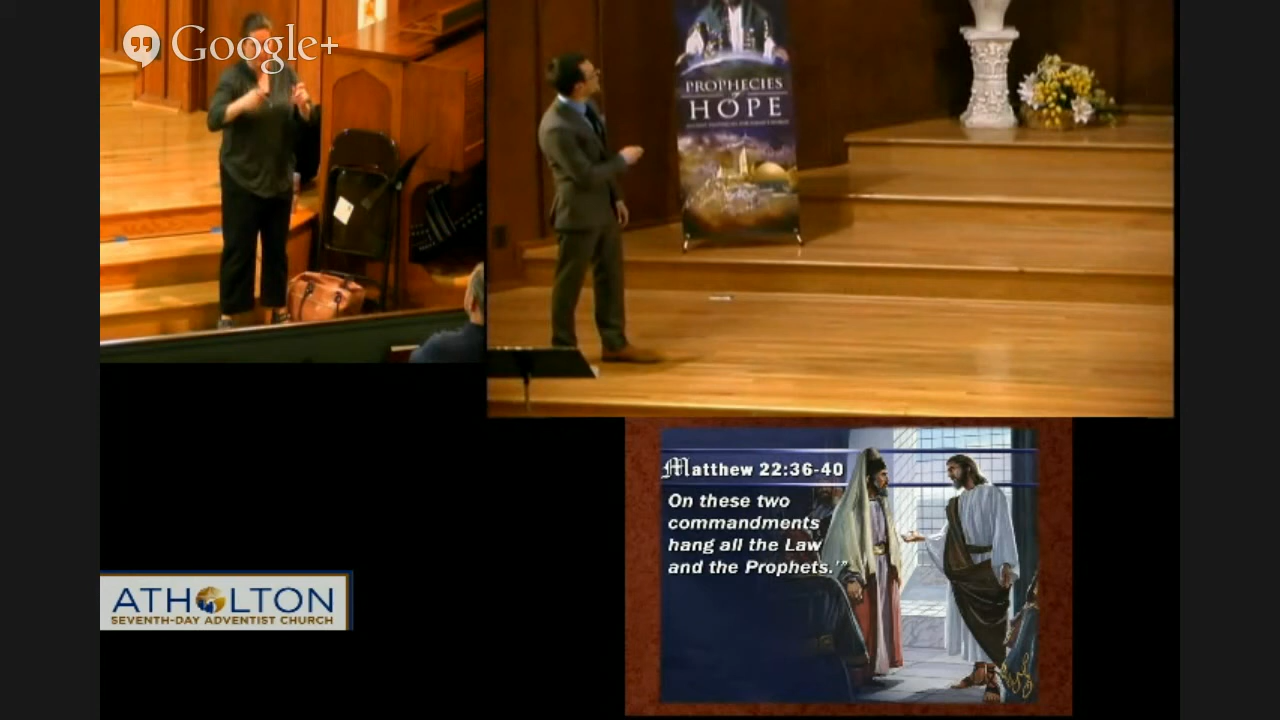 Google+
PROPHECIES
of
HOPE
Matthew 22:36-40
On these two
commandments
hang all the Law
and the Prophets.’”
ATHOLTON
SEVENTH-DAY ADVENTIST CHURCH